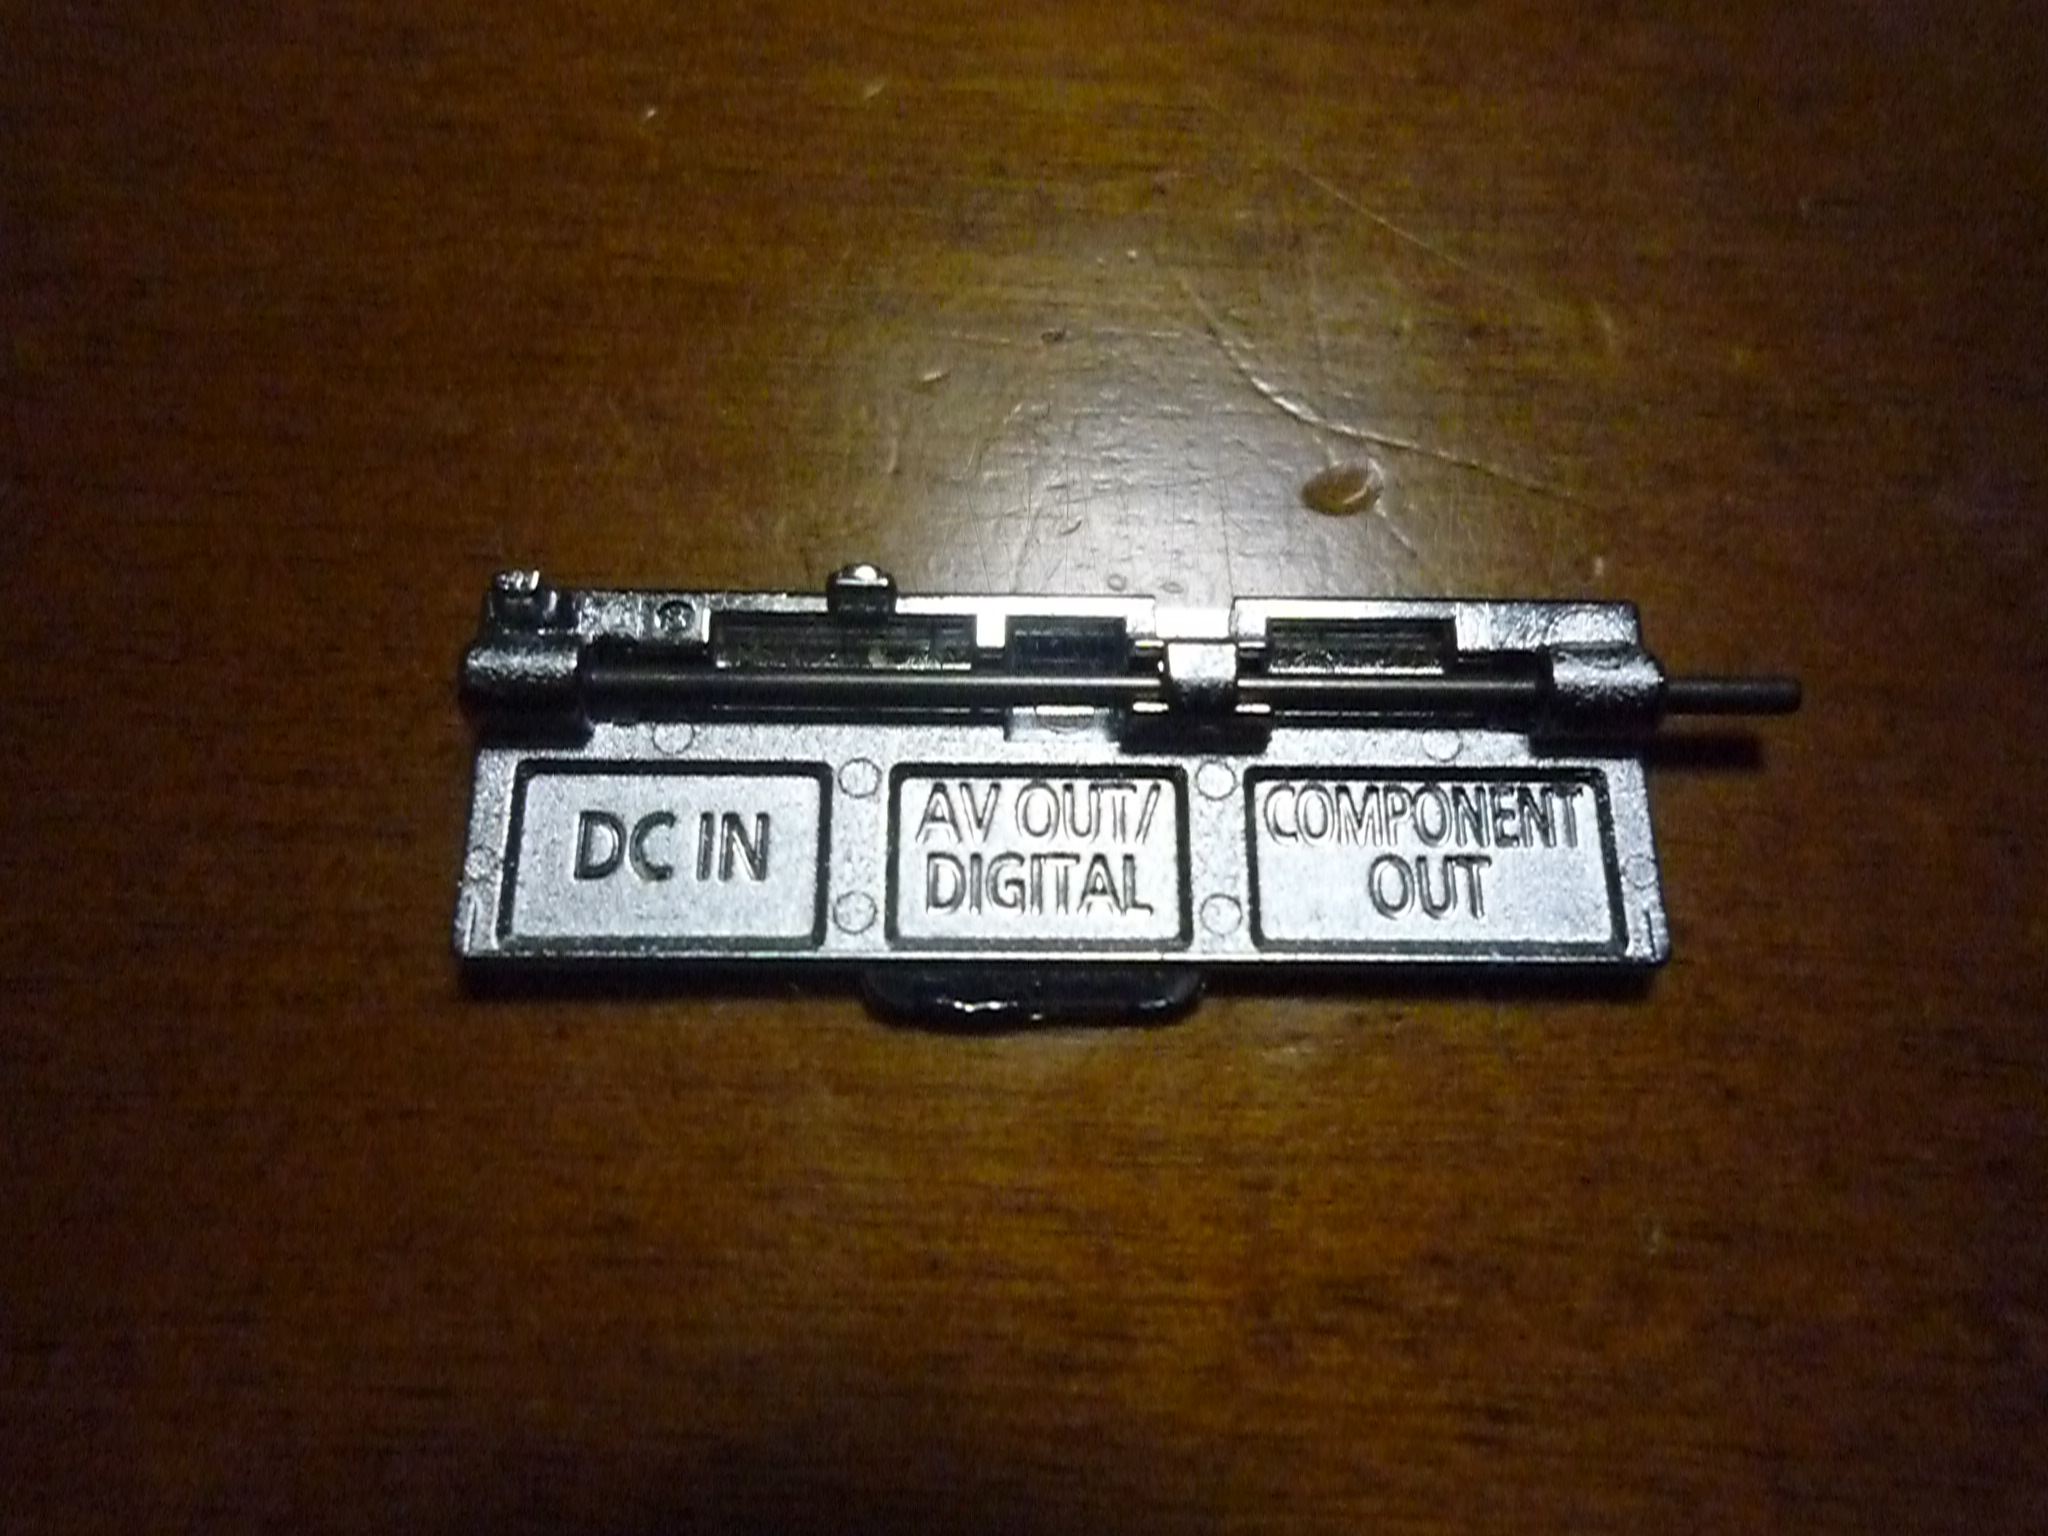 DC IN
AV OUT/
DIGITAL
COMPONENT
OUT